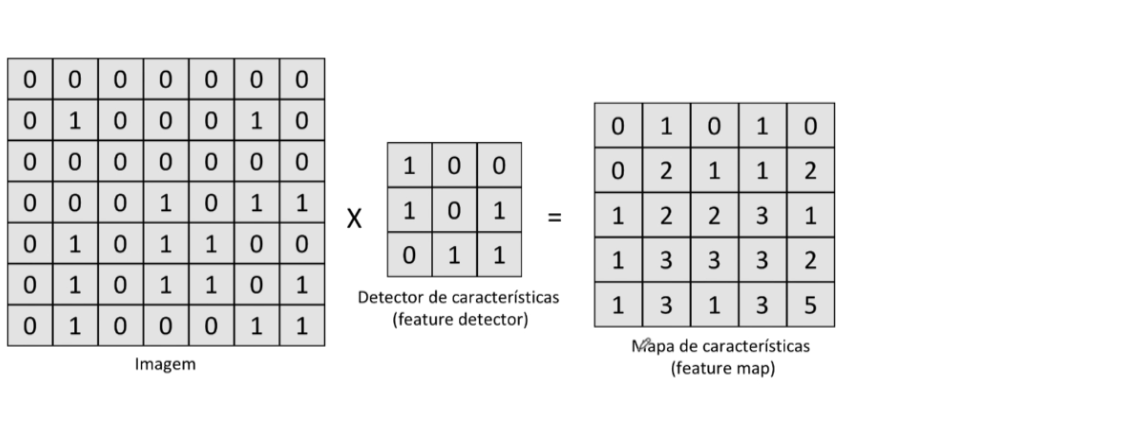 0 0 0 0 0 0 0
0 1 0 0 0 1 0
0 0 0 0 0 0 0
0 0 0 1 0 1 1
0 1 0 1 1 0 0
0 1 0 1 1 0 1
0 1 0 0 0 1 1
Imagem
X
1 0 0
1 0 1
0 1 1
Detector de características
(feature detector)
=
0 1 0 1 0
0 2 1 1 2
1 2 2 3 1
1 3 3 3 2
1 3 1 3 5
Mapa de características
(feature map)